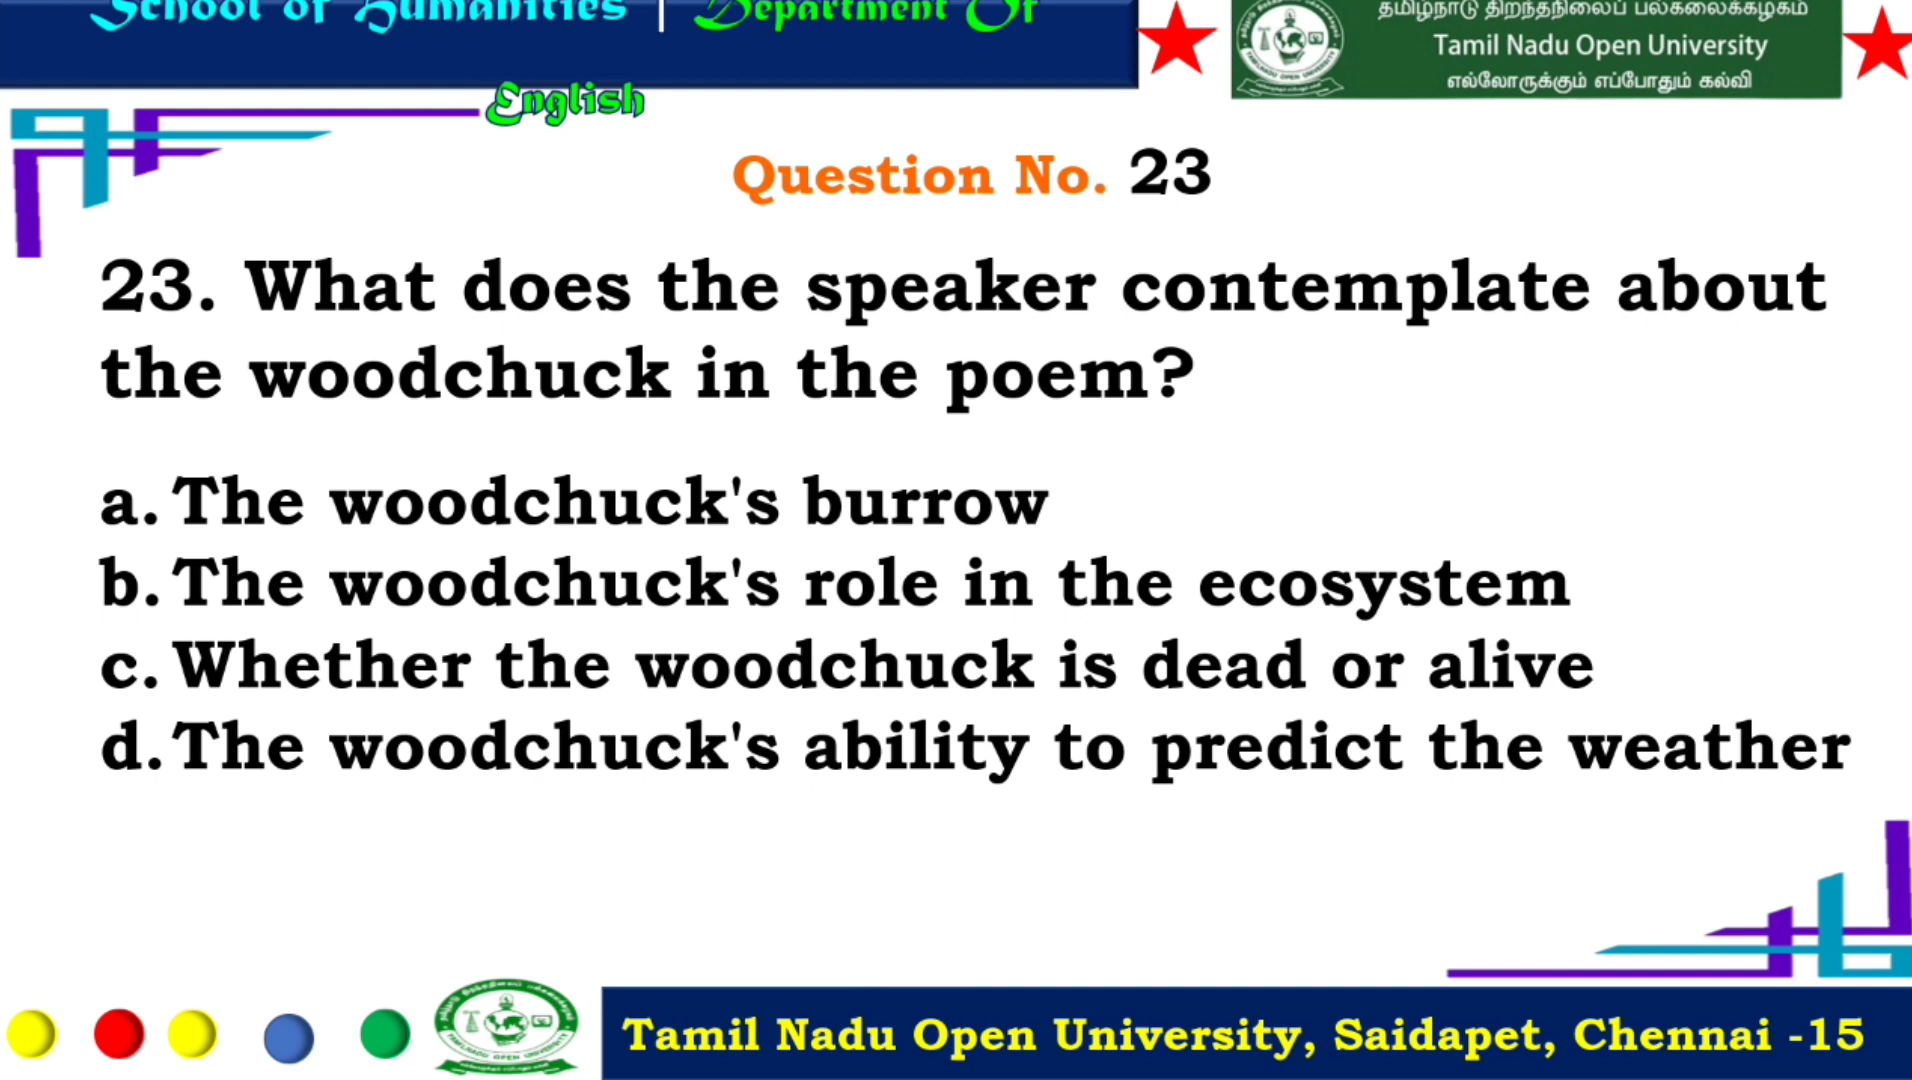 School of Humanities | Department Of
English
தமிழ்நாடு திறந்தநிலைப் பல்கலைக்கழகம்
Tamil Nadu Open University
எல்லோருக்கும் எப்போதும் கல்வி
Question No. 23
23. What does the speaker contemplate about
the woodchuck in the poem?
a. The woodchuck's burrow
b. The woodchuck's role in the ecosystem
c. Whether the woodchuck is dead or alive
d. The woodchuck's ability to predict the weather
Tamil Nadu Open University, Saidapet, Chennai -15